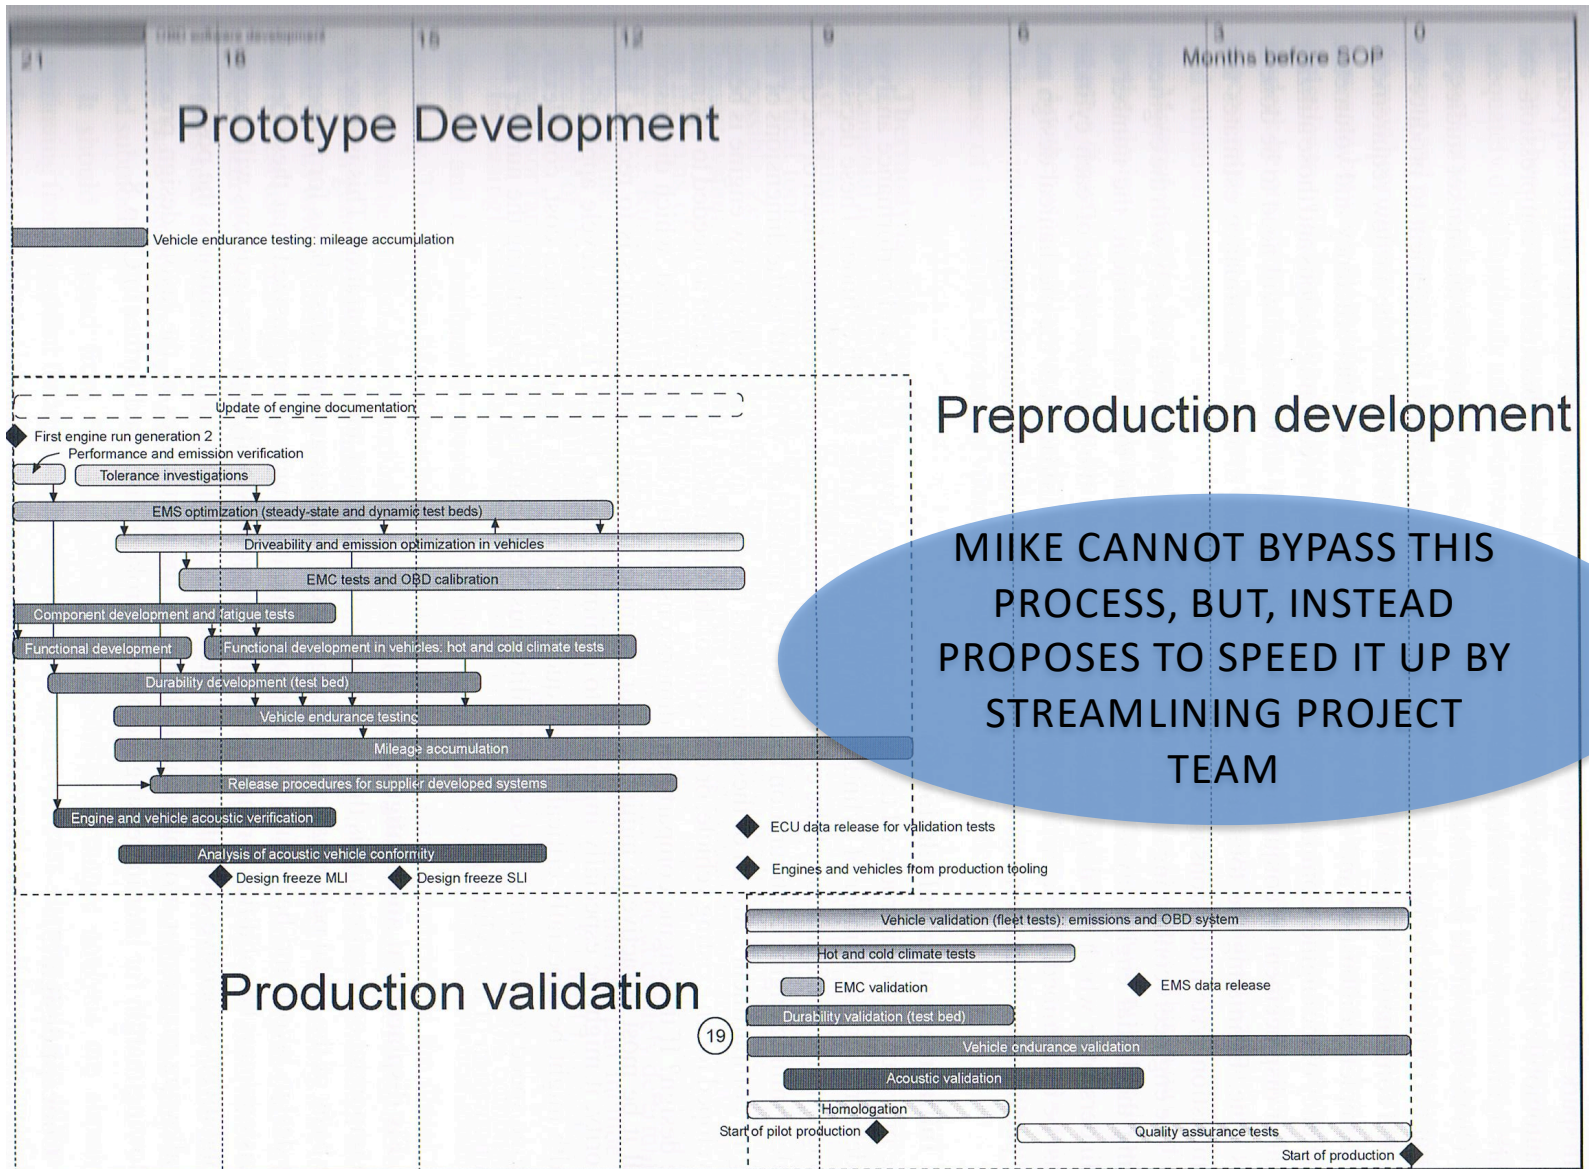 OBD software development
21
18
15
12
9
6
3
0
18
Months before SOP
Prototype Development
Vehicle endurance testing: mileage accumulation
Update of engine documentation
Preproduction development
First engine run generation 2
Performance and emission verification
Tolerance investigations
EMS optimization (steady-state and dynamic test beds)
Driveability and emission optimization in vehicles
EMC tests and OBD calibration
Component development and fatigue tests
Functional development
Functional development in vehicles: hot and cold climate tests
Durability development (test bed)
Vehicle endurance testing
Mileage accumulation
Release procedures for supplier developed systems
Engine and vehicle acoustic verification
Analysis of acoustic vehicle conformity
Design freeze MLI
Design freeze SLI
MIIKE CANNOT BYPASS THIS
PROCESS, BUT, INSTEAD
PROPOSES TO SPEED IT UP BY
STREAMLINING PROJECT
TEAM
ECU data release for validation tests
Engines and vehicles from production tooling
Vehicle validation (fleet tests): emissions and OBD system
Hot and cold climate tests
Production validation
EMC validation
EMS data release
Durability validation (test bed)
19
Vehicle endurance validation
Acoustic validation
Homologation
Start of pilot production
Quality assurance tests
Start of production